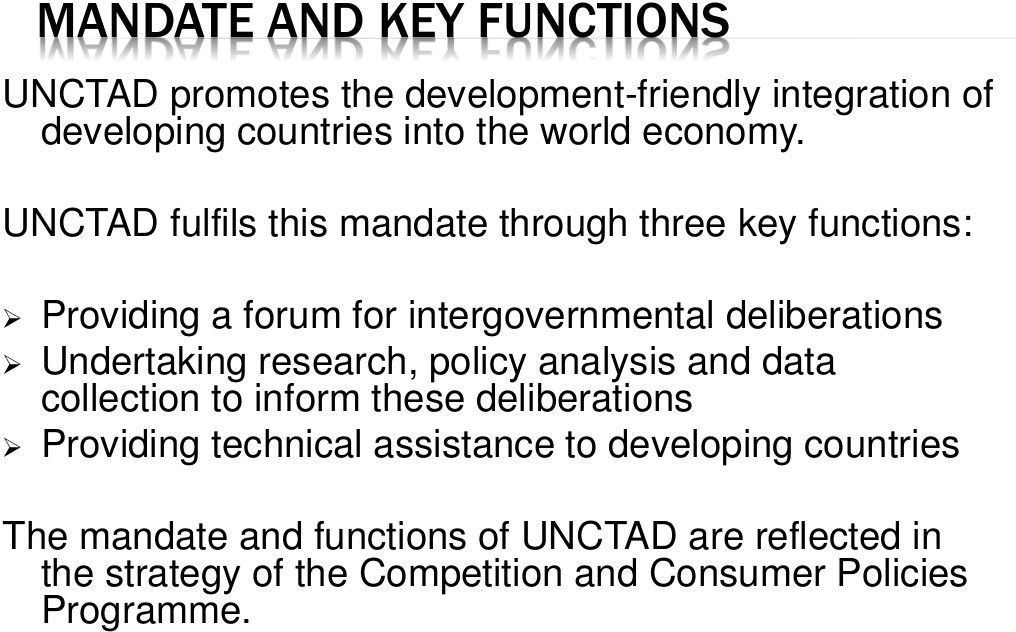 MANDATE AND KEY FUNCTIONS
UNCTAD promotes the development-friendly integration of
developing countries into the world economy.
UNCTAD fulfils this mandate through three key functions:
➢ Providing a forum for intergovernmental deliberations
➢ Undertaking research, policy analysis and data
collection to inform these deliberations
➢ Providing technical assistance to developing countries
The mandate and functions of UNCTAD are reflected in
the strategy of the Competition and Consumer Policies
Programme.